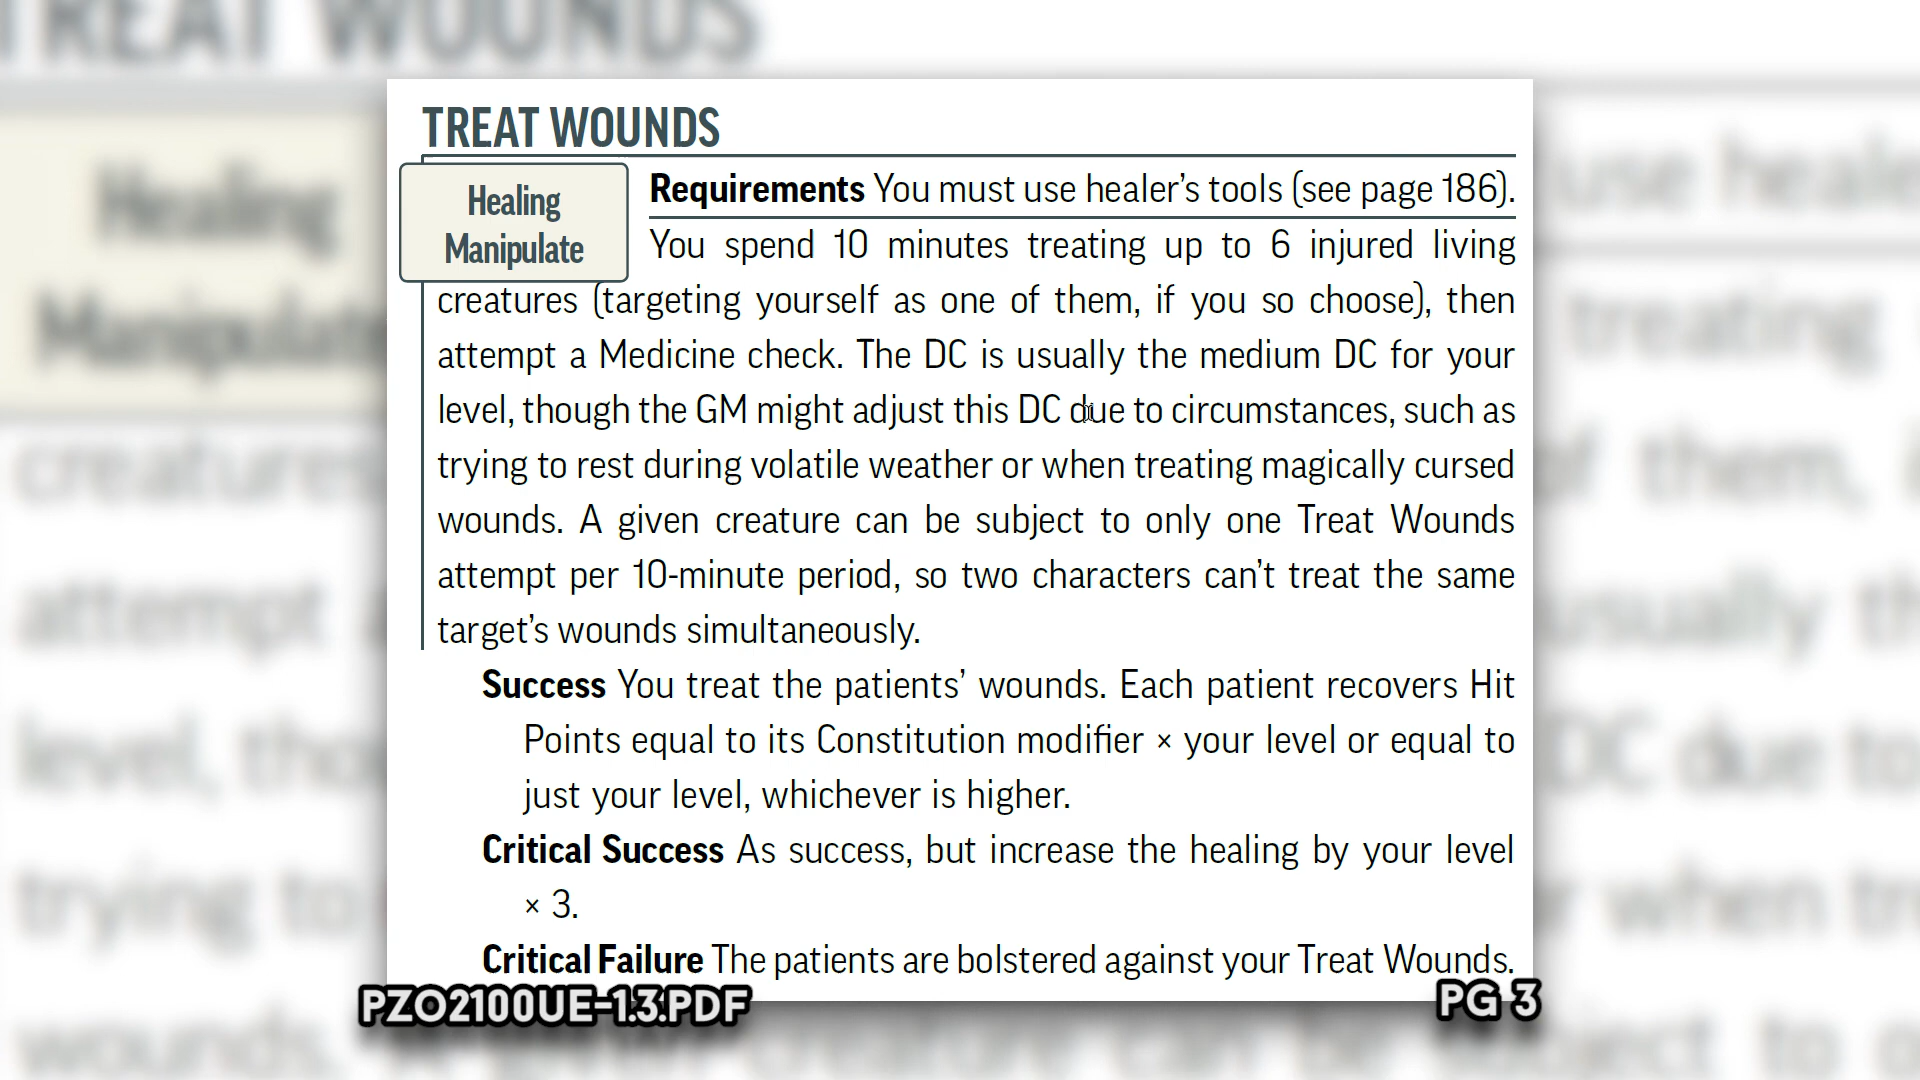 TREAT WOUNDS
Healing
Manipulate
Requirements You must use healer’s tools (see page 186).
You spend 10 minutes treating up to 6 injured living
creatures (targeting yourself as one of them, if you so choose), then
attempt a Medicine check. The DC is usually the medium DC for your
level, though the GM might adjust this DC due to circumstances, such as
trying to rest during volatile weather or when treating magically cursed
wounds. A given creature can be subject to only one Treat Wounds
attempt per 10-minute period, so two characters can’t treat the same
target’s wounds simultaneously.
Success You treat the patients’ wounds. Each patient recovers Hit
Points equal to its Constitution modifier × your level or equal to
just your level, whichever is higher.
Critical Success As success, but increase the healing by your level
× 3.
Critical Failure The patients are bolstered against your Treat Wounds.
PZO2100UE-1.3.PDF
PG 3